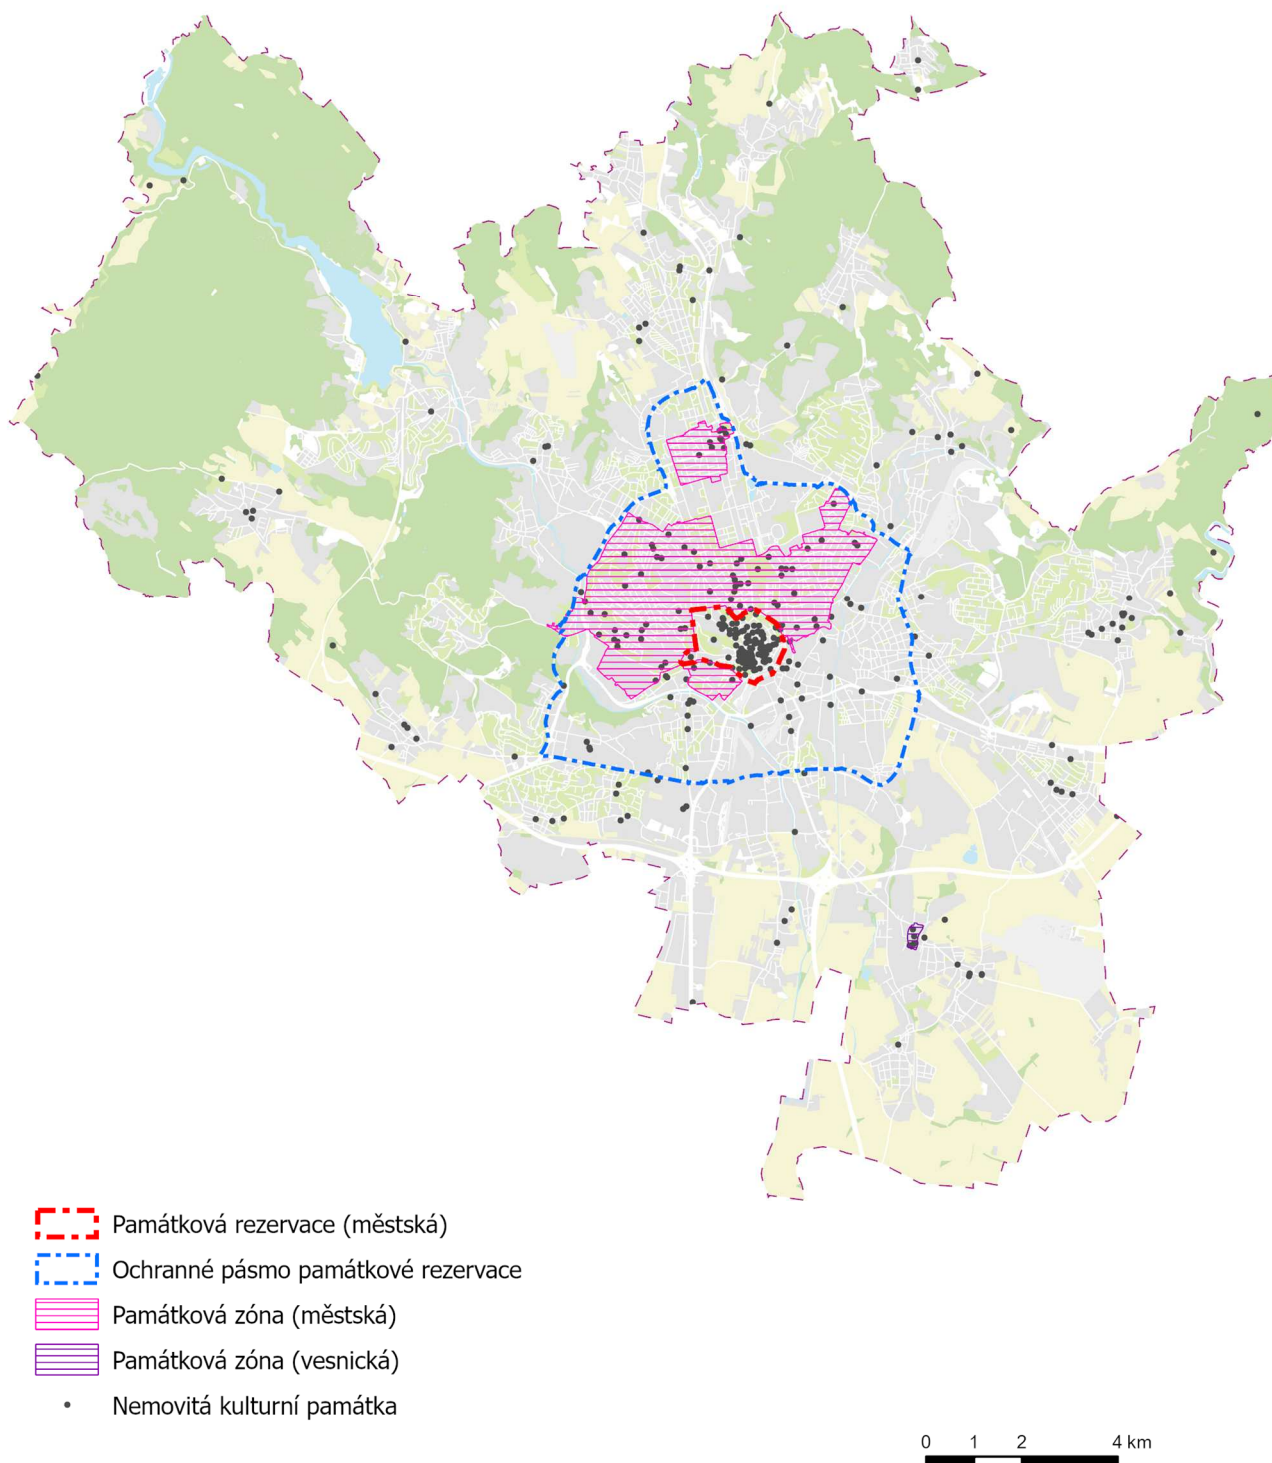 Památková rezervace (městská)
Ochranné pásmo památkové rezervace
Památková zóna (městská)
Památková zóna (vesnická)
Nemovitá kulturní památka
0 1 2 4 km